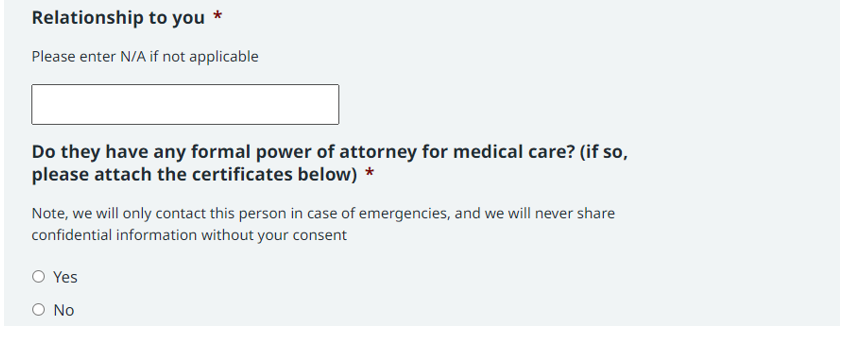 Relationship to you *
Please enter N/A if not applicable
Do they have any formal power of attorney for medical care? (if so,
please attach the certificates below) *
Note, we will only contact this person in case of emergencies, and we will never share
confidential information without your consent
Yes
No